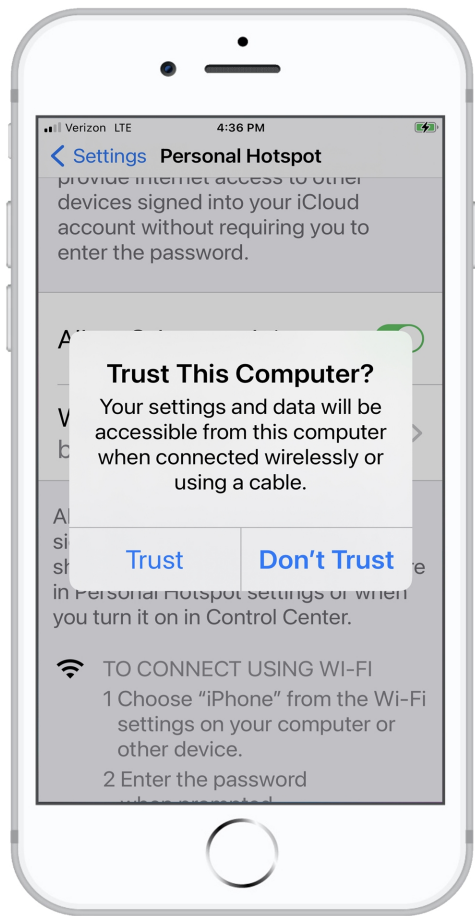 Verizon LTE 4:36 PM
Settings Personal Hotspot
provide internet access to other
devices signed into your iCloud
account without requiring you to
enter the password.
Trust This Computer?
Your settings and data will be
accessible from this computer
when connected wirelessly or
using a cable.
Trust Don't Trust
in Personal Hotspot settings or when
you turn it on in Control Center.
TO CONNECT USING WI-FI
1 Choose “iPhone” from the Wi-Fi
settings on your computer or
other device.
2 Enter the password
when prompted